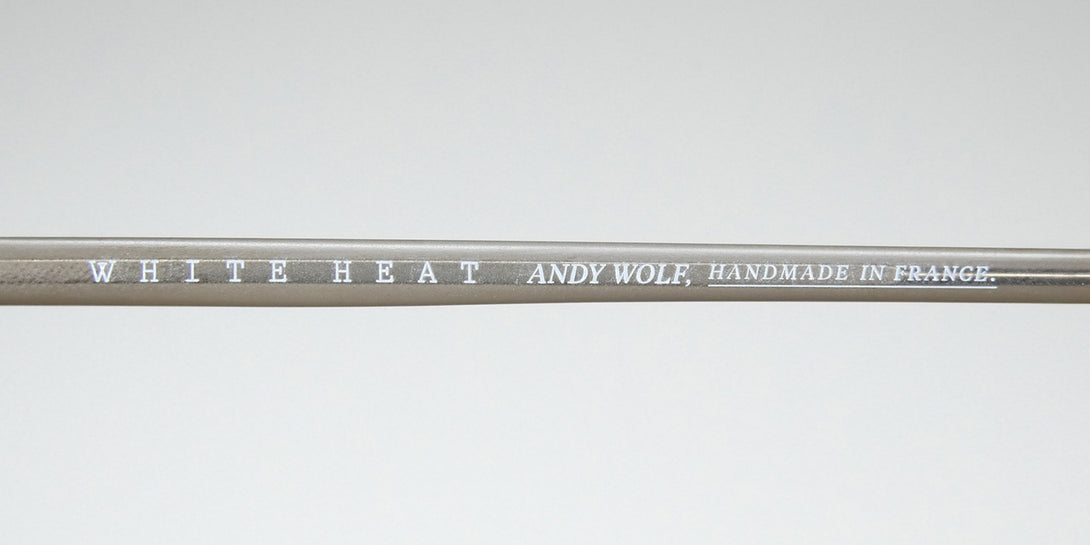 WHITE HEAT ANDY WOLF, HANDMADE IN FRANCE.